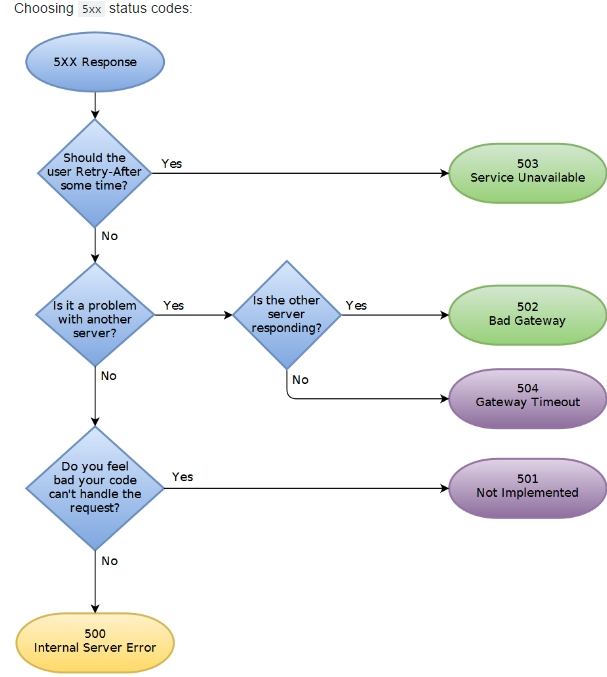 Choosing 5xx status codes:
5XX Response
Should the
user Retry-After
some time?
Yes
503
Service Unavailable
No
Is it a problem
with another
server?
Yes
Is the other
server
responding?
Yes
502
Bad Gateway
No
504
Gateway Timeout
No
Do you feel
bad your code
can't handle the
request?
Yes
501
Not Implemented
No
500
Internal Server Error